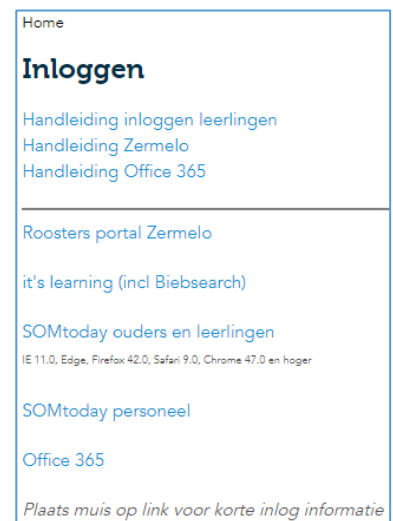 Home
Inloggen
Handleiding inloggen leerlingen
Handleiding Zermelo
Handleiding Office 365
Roosters portal Zermelo
it's learning (incl Biebsearch)
SOMtoday ouders en leerlingen
IE 11.0, Edge, Firefox 42.0, Safari 9.0, Chrome 47.0 en hoger
SOMtoday personeel
Office 365
Plaats muis op link voor korte inlog informatie